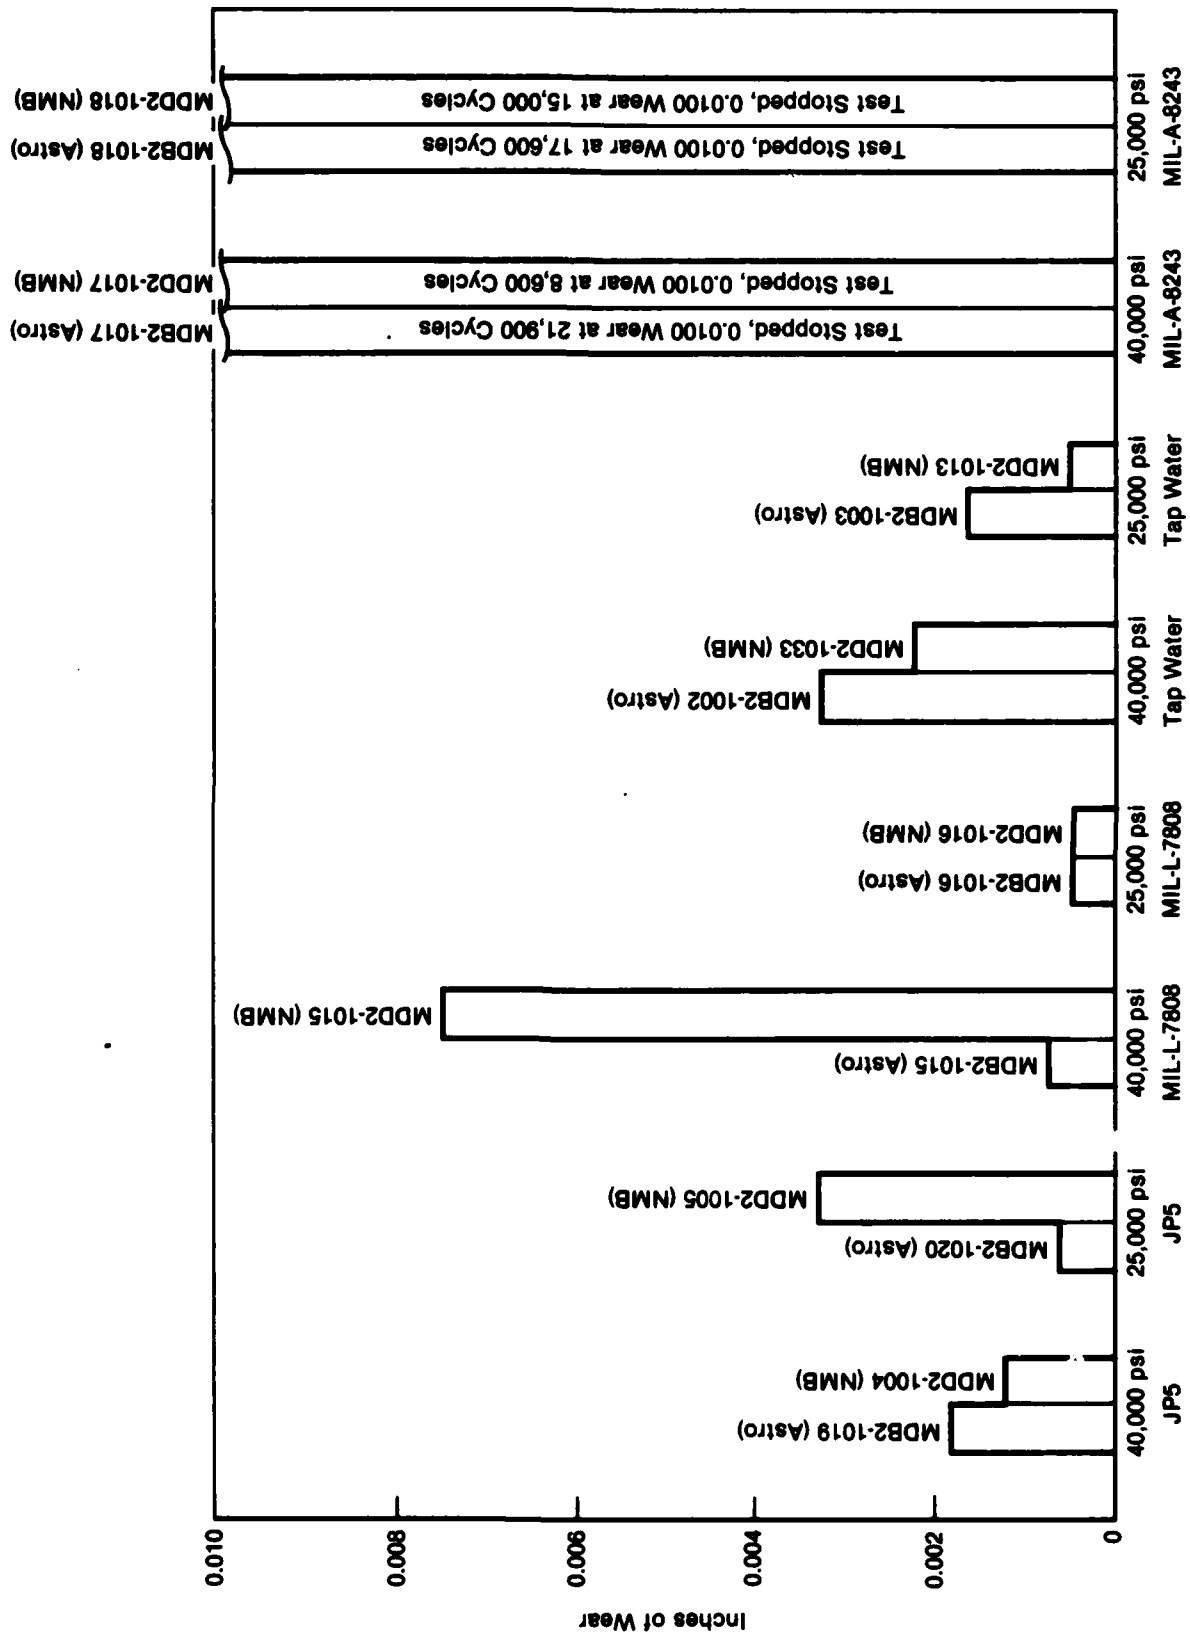 Inches of Wear
0.010
0.008
0.006
0.004
0.002
0
MDB2-1019 (Astro)
MDD2-1004 (NMB)
40,000 psi
JP5
MDB2-1020 (Astro)
MDD2-1005 (NMB)
25,000 psi
JP5
MDB2-1015 (Astro)
MDD2-1015 (NMB)
40,000 psi
MIL-L-7808
MDB2-1016 (Astro)
MDD2-1016 (NMB)
25,000 psi
MIL-L-7808
MDB2-1002 (Astro)
MDD2-1033 (NMB)
40,000 psi
Tap Water
MDB2-1003 (Astro)
MDD2-1013 (NMB)
25,000 psi
Tap Water
MDB2-1017 (Astro)
Test Stopped, 0.0100 Wear at 21,900 Cycles
MDD2-1017 (NMB)
Test Stopped, 0.0100 Wear at 8,600 Cycles
40,000 psi
MIL-A-8243
MDB2-1018 (Astro)
Test Stopped, 0.0100 Wear at 17,600 Cycles
MDD2-1018 (NMB)
Test Stopped, 0.0100 Wear at 15,000 Cycles
25,000 psi
MIL-A-8243